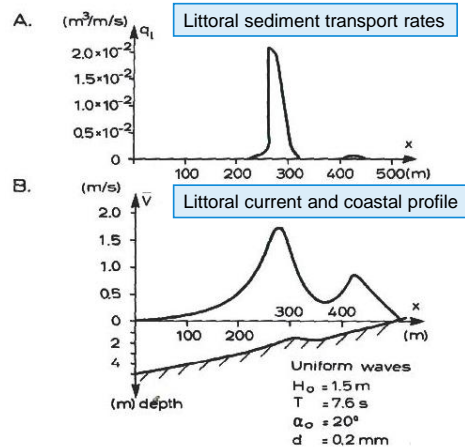 A. (m³/m/s) Littoral sediment transport rates
qₗ
2.0×10⁻²
1.5×10⁻²
1.0×10⁻²
0.5×10⁻²
x
0
100 200 300 400 500(m)
B. (m/s)
V̄ Littoral current and coastal profile
2.0
1.5
1.0
0.5
300 400 x
0
100 200 (m)
2
4
(m) depth
Uniform waves
H₀ = 1.5 m
T = 7.6 s
α₀ = 20°
d = 0.2 mm